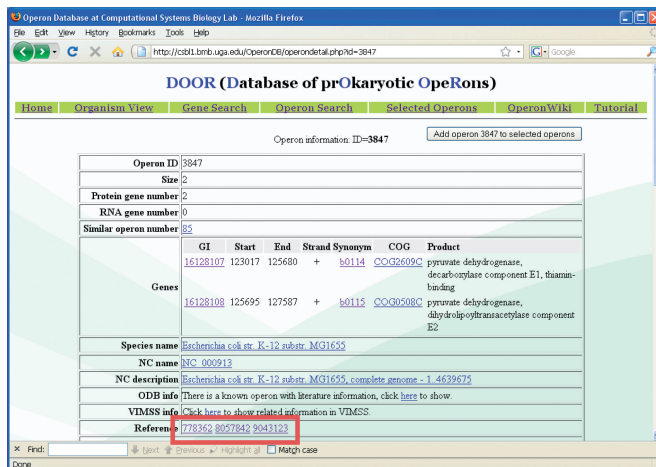 Operon Database at Computational Systems Biology Lab - Mozilla Firefox
File Edit View History Bookmarks Tools Help
http://csbl1.bmb.uga.edu/OperonDB/operondetail.php?id=3847
Google
DOOR (Database of prOkaryotic OpeRons)
Home Organism View Gene Search Operon Search Selected Operons OperonWiki Tutorial
Operon information: ID=3847 Add operon 3847 to selected operons
Operon ID 3847
Size 2
Protein gene number 2
RNA gene number 0
Similar operon number 85
Genes
GI Start End Strand Synonym COG Product
16128107 123017 125680 + b0114 COG2609C pyruvate dehydrogenase,
decarboxylase component E1, thiamin-
binding
16128108 125695 127587 + b0115 COG0508C pyruvate dehydrogenase,
dihydrolipoyltransacetylase component
E2
Species name Escherichia coli str. K-12 substr. MG1655
NC name NC_000913
NC description Escherichia coli str. K-12 substr. MG1655, complete genome - 1..4639675
ODB info There is a known operon with literature information, click here to show.
VIMSS info Click here to show related information in VIMSS.
Reference 778362 8057842 9043123
Find: Next Previous Highlight all Match case
Done